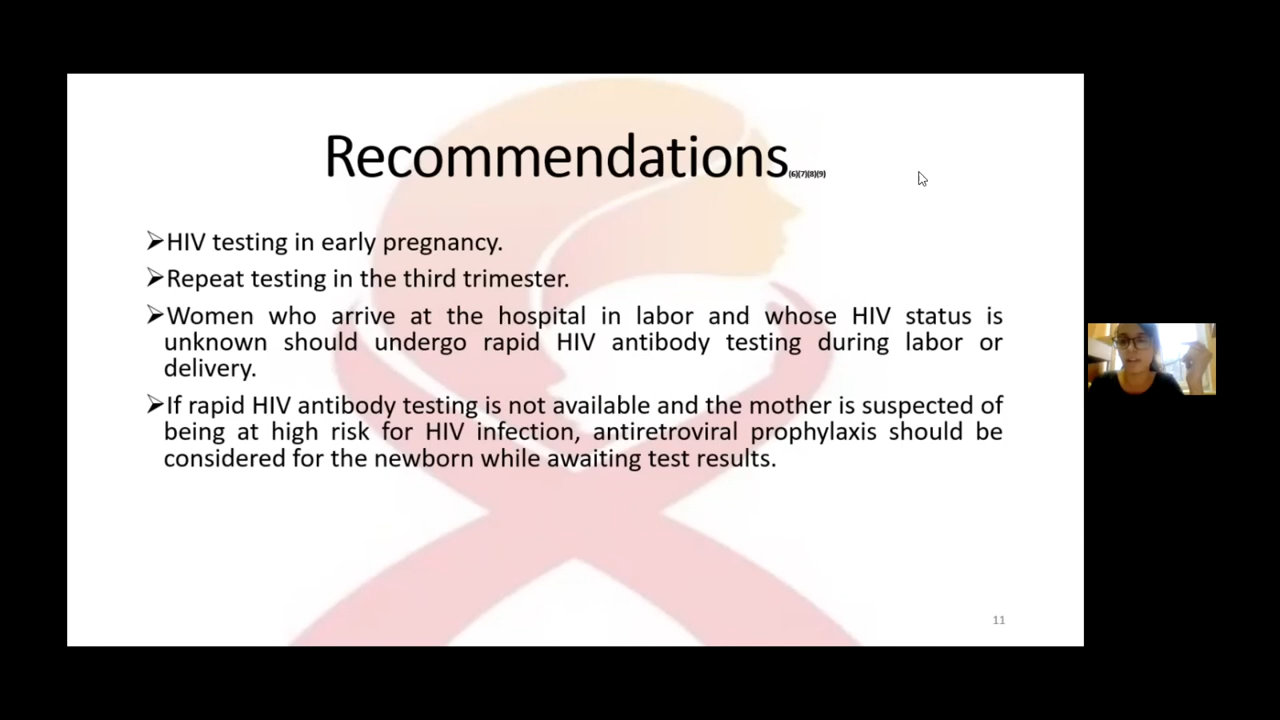 Recommendations(6)(7)(8)(9)
➢HIV testing in early pregnancy.
➢Repeat testing in the third trimester.
➢Women who arrive at the hospital in labor and whose HIV status is
unknown should undergo rapid HIV antibody testing during labor or
delivery.
➢If rapid HIV antibody testing is not available and the mother is suspected of
being at high risk for HIV infection, antiretroviral prophylaxis should be
considered for the newborn while awaiting test results.
11